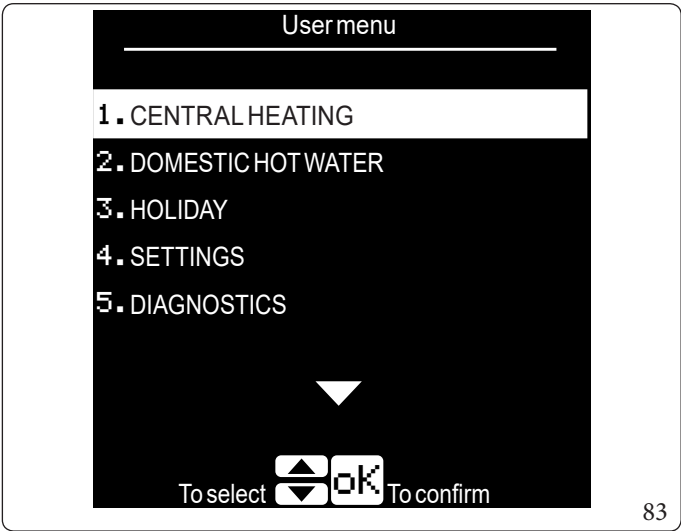 User menu
1. CENTRAL HEATING
2. DOMESTIC HOT WATER
3. HOLIDAY
4. SETTINGS
5. DIAGNOSTICS
To select oK To confirm
83